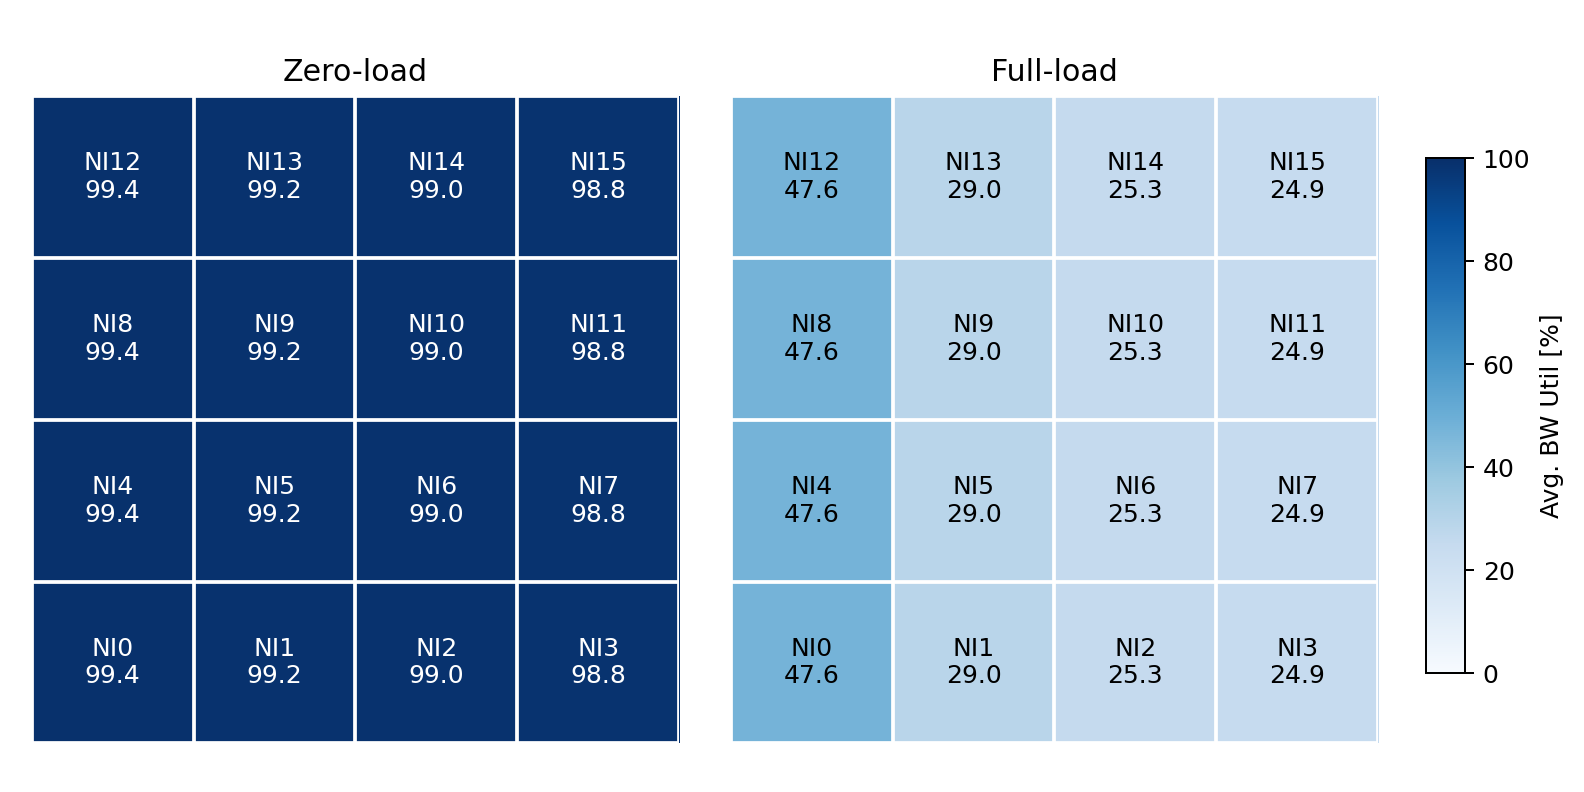 Zero-load
NI12
99.4
NI13
99.2
NI14
99.0
NI15
98.8
NI8
99.4
NI9
99.2
NI10
99.0
NI11
98.8
NI4
99.4
NI5
99.2
NI6
99.0
NI7
98.8
NI0
99.4
NI1
99.2
NI2
99.0
NI3
98.8
Full-load
NI12
47.6
NI13
29.0
NI14
25.3
NI15
24.9
NI8
47.6
NI9
29.0
NI10
25.3
NI11
24.9
NI4
47.6
NI5
29.0
NI6
25.3
NI7
24.9
NI0
47.6
NI1
29.0
NI2
25.3
NI3
24.9
100
80
60
40
20
0
Avg. BW Util [%]